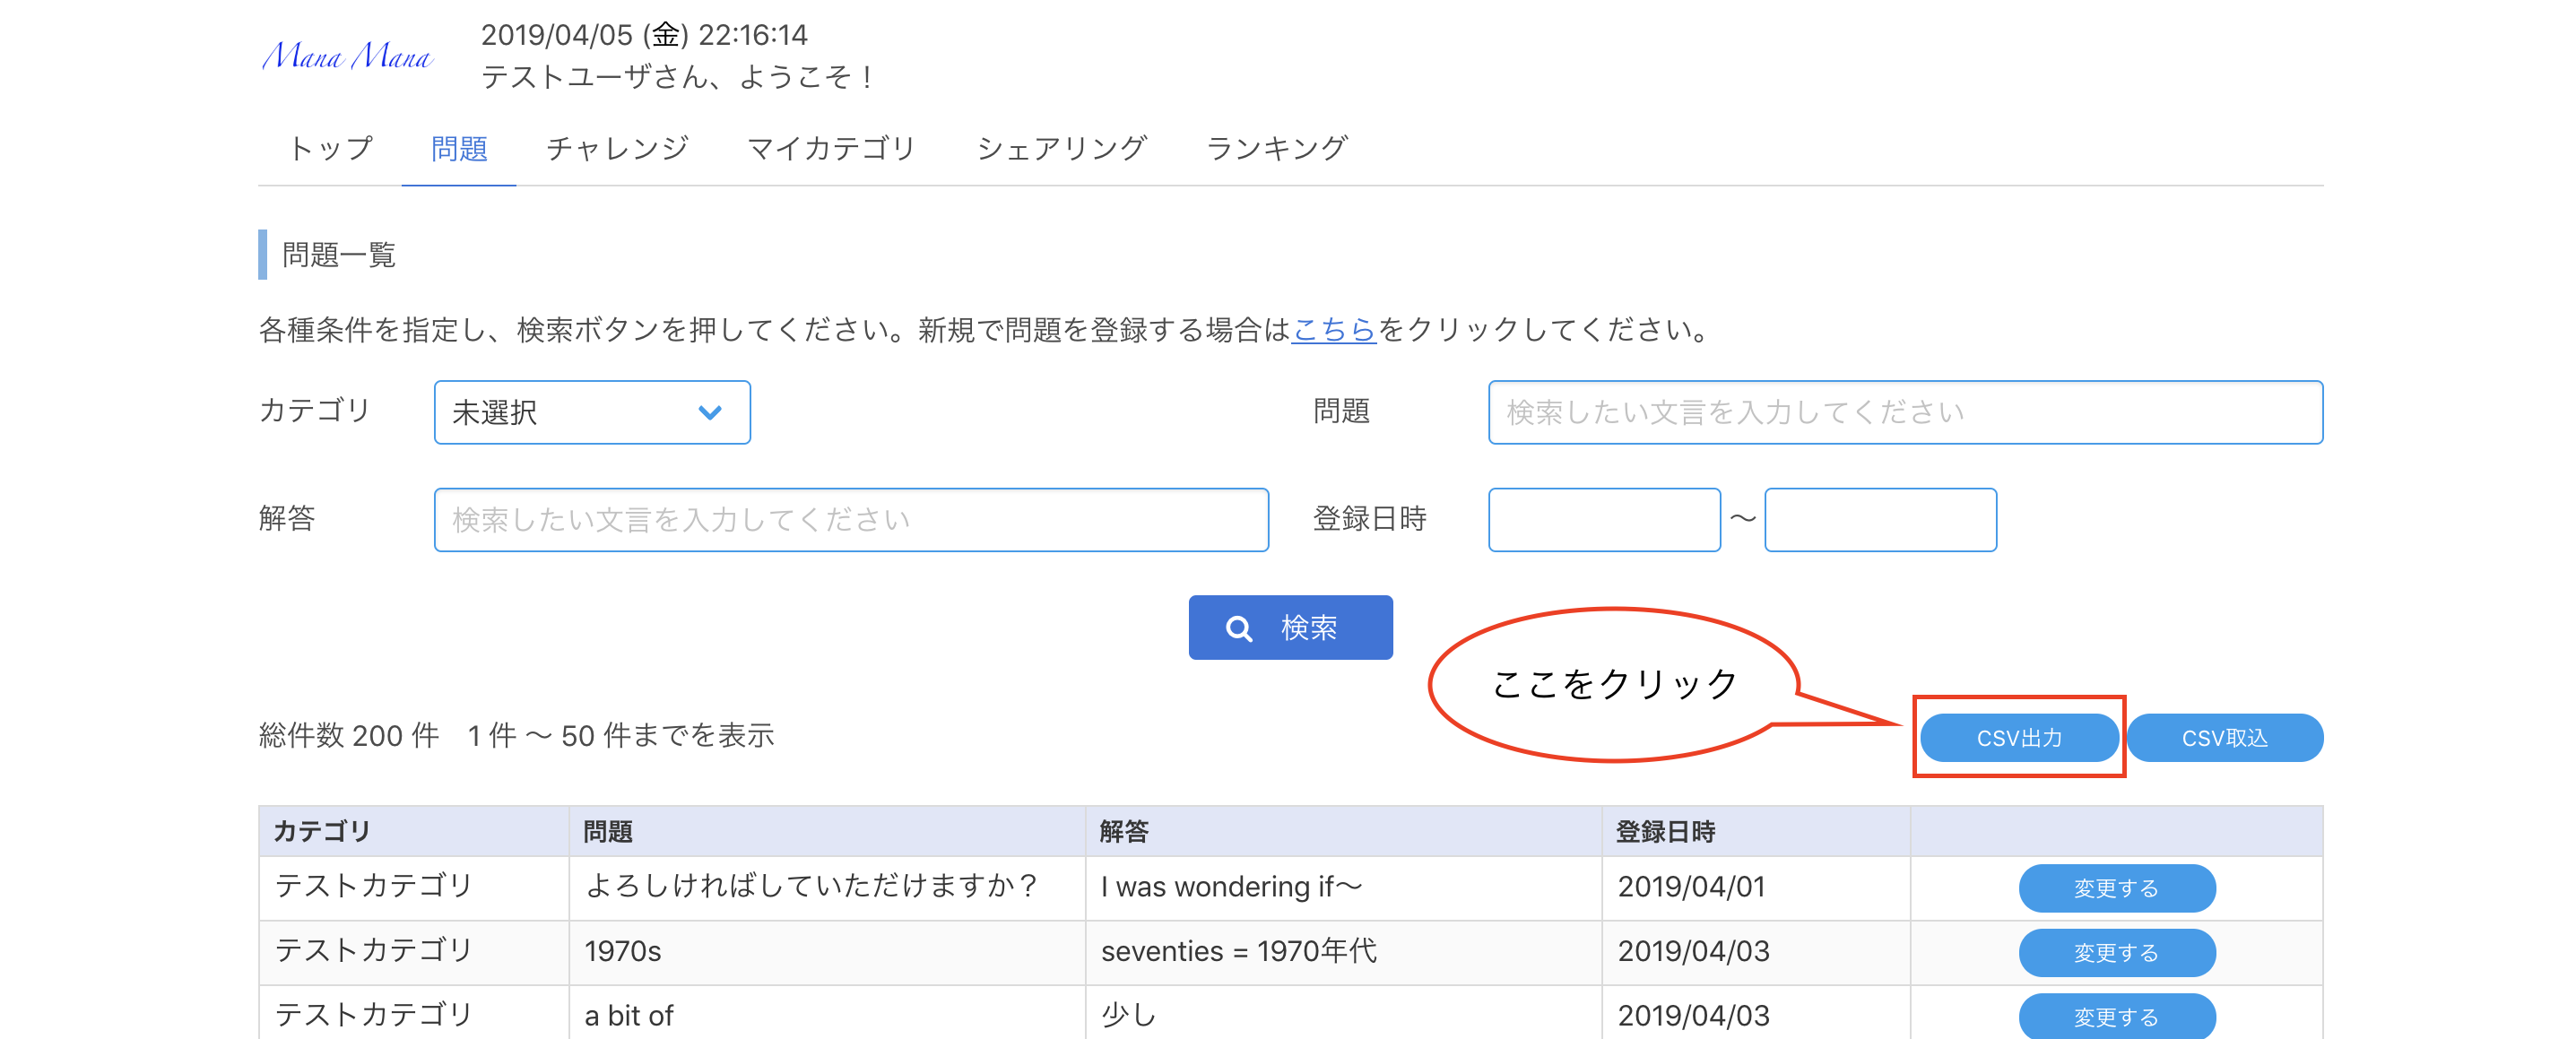 Mana Mana
2019/04/05 (金) 22:16:14
テストユーザさん、ようこそ！
トップ 問題 チャレンジ マイカテゴリ シェアリング ランキング
問題一覧
各種条件を指定し、検索ボタンを押してください。新規で問題を登録する場合はこちらをクリックしてください。
カテゴリ 未選択 問題 検索したい文言を入力してください
解答 検索したい文言を入力してください 登録日時 ～
検索
ここをクリック
総件数 200 件　1 件 ～ 50 件までを表示 CSV出力 CSV取込
カテゴリ 問題 解答 登録日時
テストカテゴリ よろしければしていただけますか？ I was wondering if～ 2019/04/01 変更する
テストカテゴリ 1970s seventies = 1970年代 2019/04/03 変更する
テストカテゴリ a bit of 少し 2019/04/03 変更する